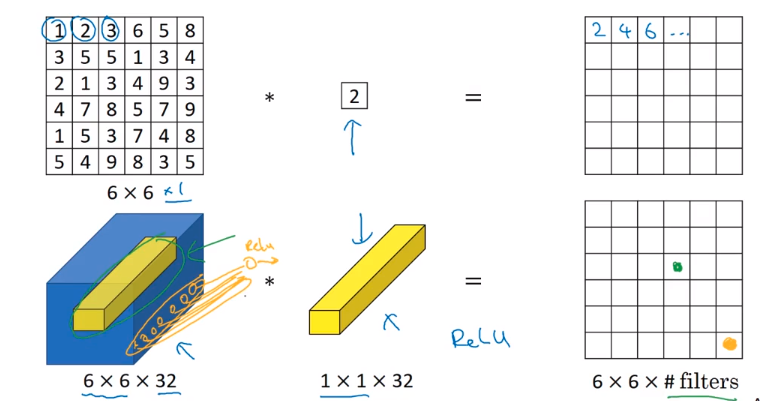 1 2 3 6 5 8
3 5 5 1 3 4
2 1 3 4 9 3
4 7 8 5 7 9
1 5 3 7 4 8
5 4 9 8 3 5
* 2 =
2 4 6 ...
6 × 6 ×1
Relu
* =
ReLU
6 × 6 × 32
1 × 1 × 32
6 × 6 × # filters